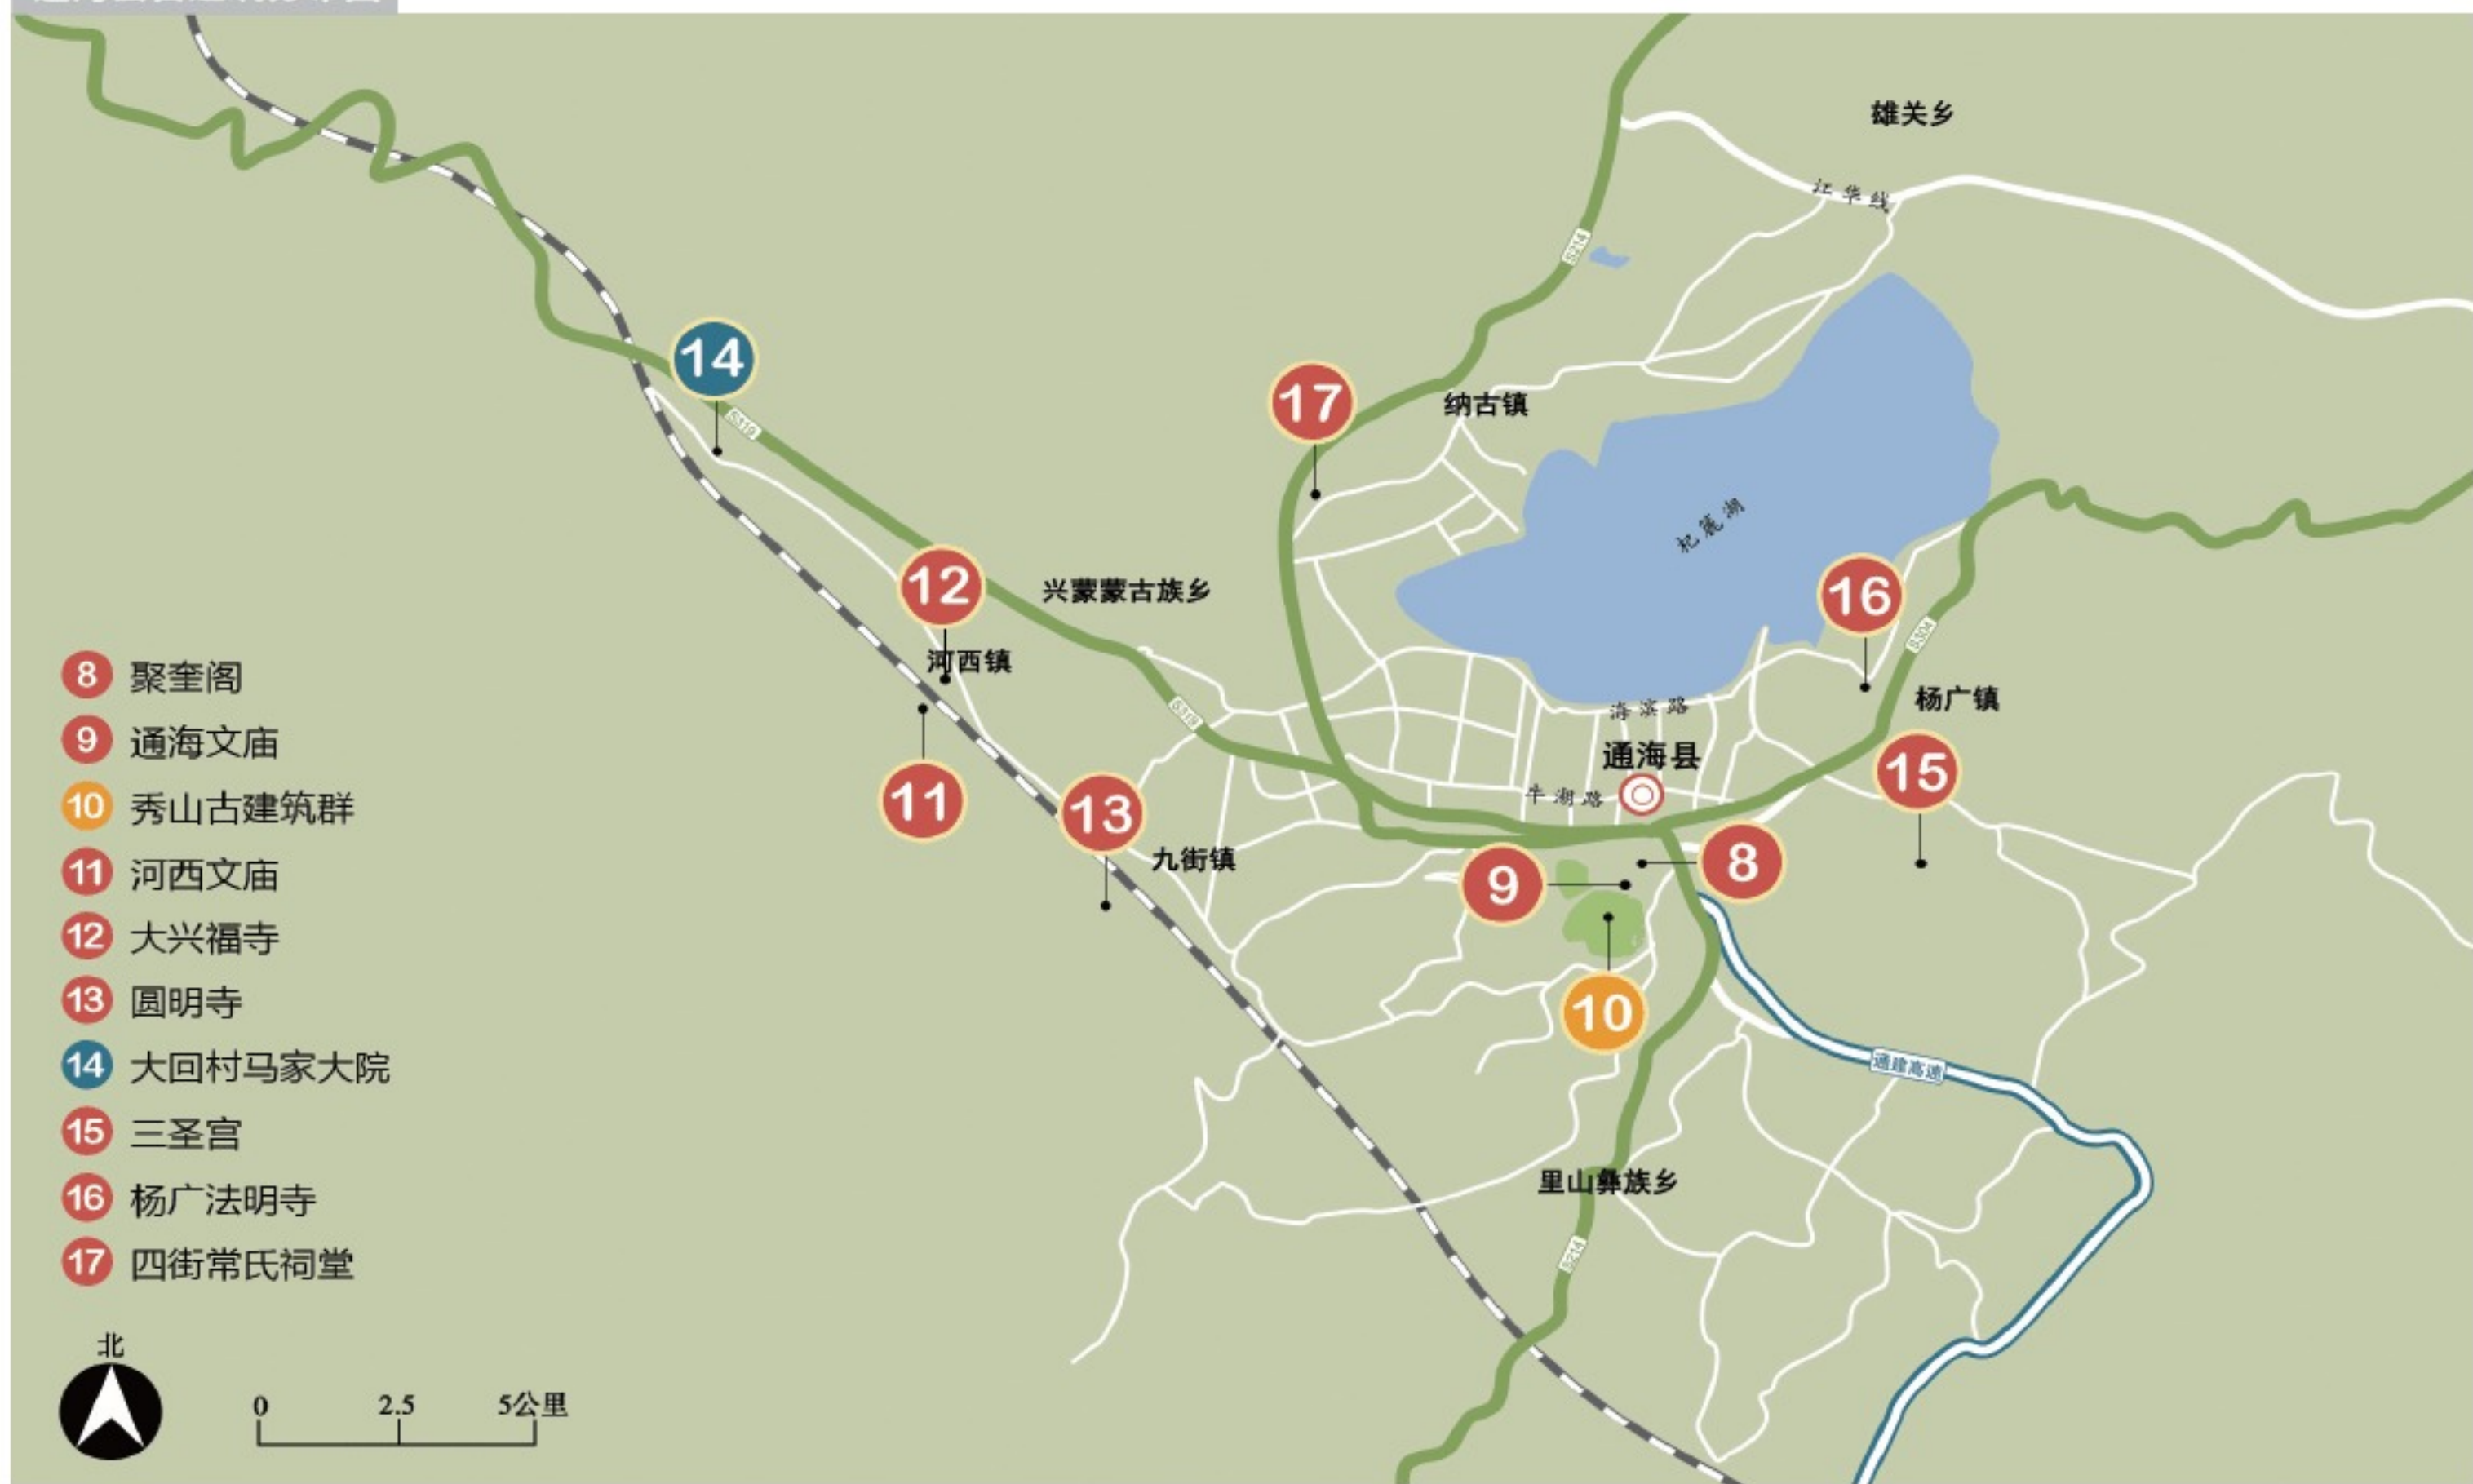 雄关乡
江华线
S214
14
17
纳古镇
S319
杞麓湖
12
兴蒙蒙古族乡
16
S304
河西镇
杨广镇
S319
海滨路
通海县
15
11
13
牛湖路
九街镇
9
8
10
通建高速
里山彝族乡
S214
8 聚奎阁
9 通海文庙
10 秀山古建筑群
11 河西文庙
12 大兴福寺
13 圆明寺
14 大回村马家大院
15 三圣宫
16 杨广法明寺
17 四街常氏祠堂
北
0 2.5 5公里